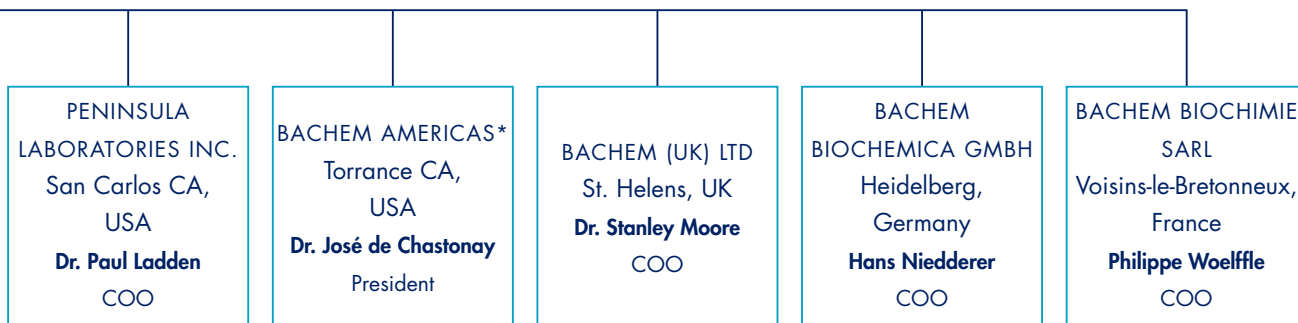 PENINSULA
LABORATORIES INC.
San Carlos CA,
USA
Dr. Paul Ladden
COO
BACHEM AMERICAS*
Torrance CA,
USA
Dr. José de Chastonay
President
BACHEM (UK) LTD
St. Helens, UK
Dr. Stanley Moore
COO
BACHEM
BIOCHEMICA GMBH
Heidelberg,
Germany
Hans Niedderer
COO
BACHEM BIOCHIMIE
SARL
Voisins-le-Bretonneux,
France
Philippe Woelffle
COO